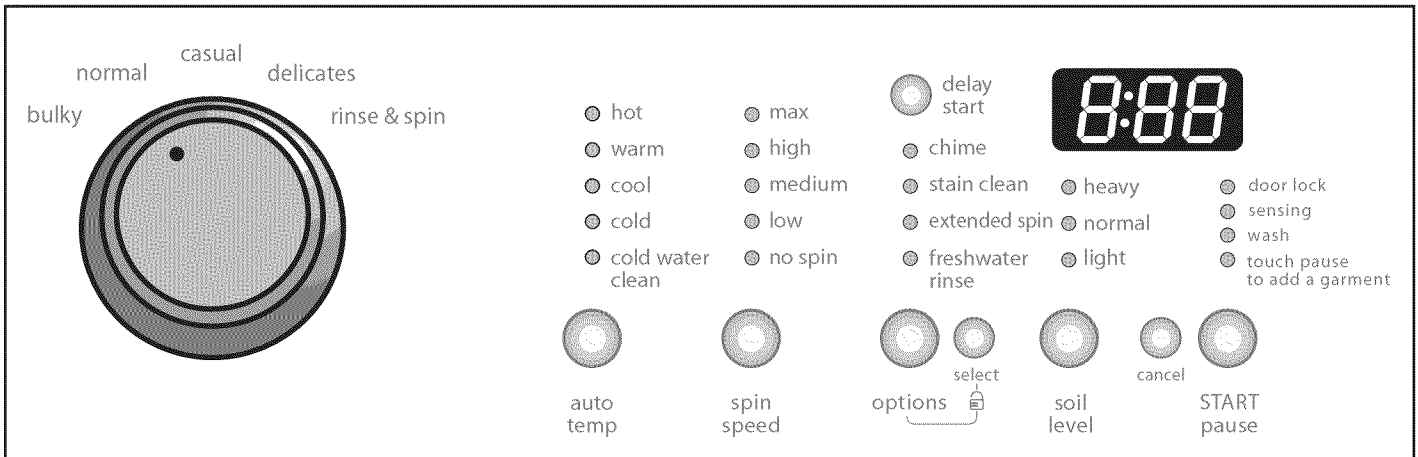 casual
normal
delicates
bulky
rinse & spin
hot
warm
cool
cold
cold water
clean
auto
temp
max
high
medium
low
no spin
spin
speed
delay
start
chime
stain clean
extended spin
freshwater
rinse
select
options
8:88
heavy
normal
light
soil
level
door lock
sensing
wash
touch pause
to add a garment
cancel
START
pause